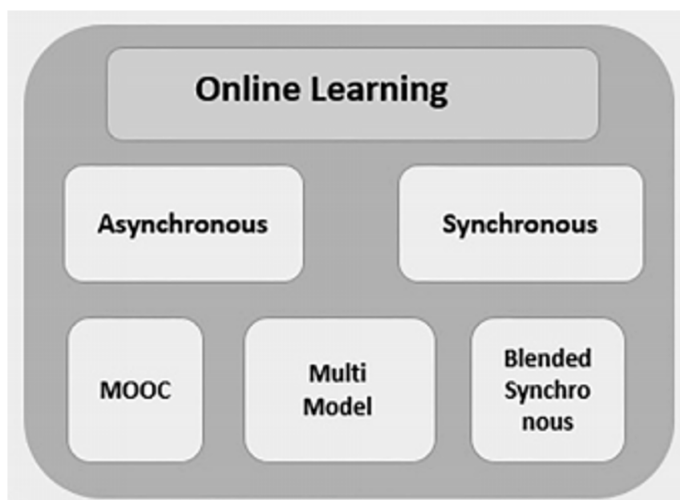 Online Learning
Asynchronous
Synchronous
MOOC
Multi
Model
Blended
Synchro
nous